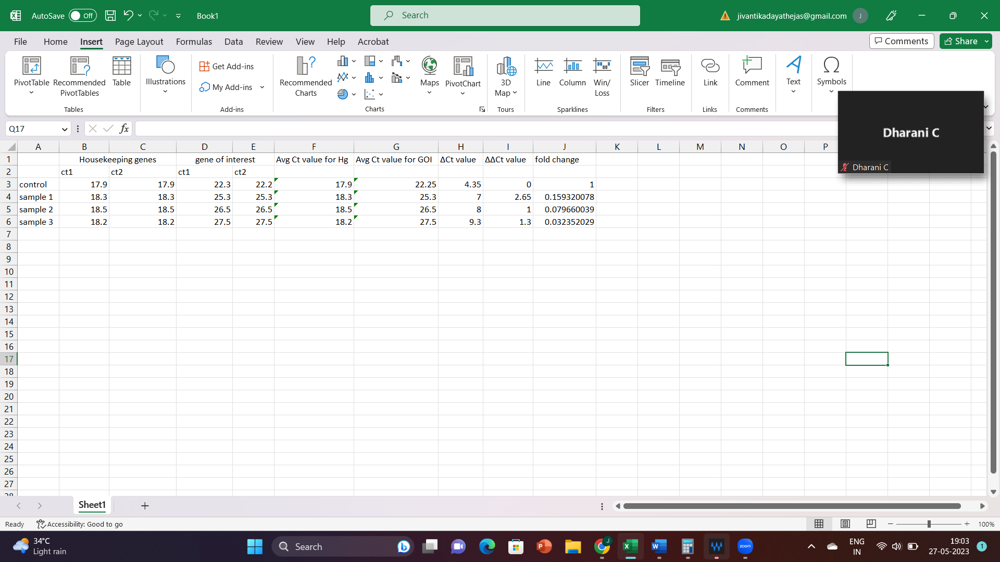 AutoSave Off Book1 Search jivantikadayathejas@gmail.com J
File Home Insert Page Layout Formulas Data Review View Help Acrobat Comments Share
PivotTable Recommended PivotTables Table Illustrations Get Add-ins My Add-ins Recommended Charts Maps PivotChart 3D Map Line Column Win/Loss Slicer Timeline Link Comment Text Symbols
Tables Add-ins Charts Tours Sparklines Filters Links Comments
Q17 fx
Dharani C
Dharani C
A B C D E F G H I J K L M N O P
1 Housekeeping genes gene of interest Avg Ct value for Hg Avg Ct value for GOI ΔCt value ΔΔCt value fold change
2 ct1 ct2 ct1 ct2
3 control 17.9 17.9 22.3 22.2 17.9 22.25 4.35 0 1
4 sample 1 18.3 18.3 25.3 25.3 18.3 25.3 7 2.65 0.159320078
5 sample 2 18.5 18.5 26.5 26.5 18.5 26.5 8 1 0.079660039
6 sample 3 18.2 18.2 27.5 27.5 18.2 27.5 9.3 1.3 0.032352029
7
8
9
10
11
12
13
14
15
16
17
18
19
20
21
22
23
24
25
26
27
28
Sheet1
Ready Accessibility: Good to go 100%
34°C Search ENG 19:03
Light rain IN 27-05-2023 1
zoom